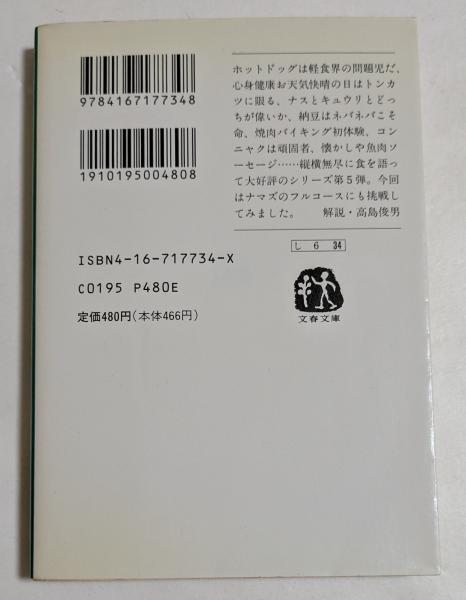 9784167177348
1910195004808
ISBN4-16-717734-X
C0195 P480E
定価480円(本体466円)
ホットドッグは軽食界の問題児だ、
心身健康お天気快晴の日はトンカ
ツに限る、ナスとキュウリとどっ
ちが偉いか、納豆はネバネバこそ
命、焼肉バイキング初体験、コン
ニャクは頑固者、懐かしや魚肉ソ
ーセージ……縦横無尽に食を語っ
て大好評のシリーズ第5弾。今回
はナマズのフルコースにも挑戦し
てみました。 解説・高島俊男
し 6 34
文春文庫